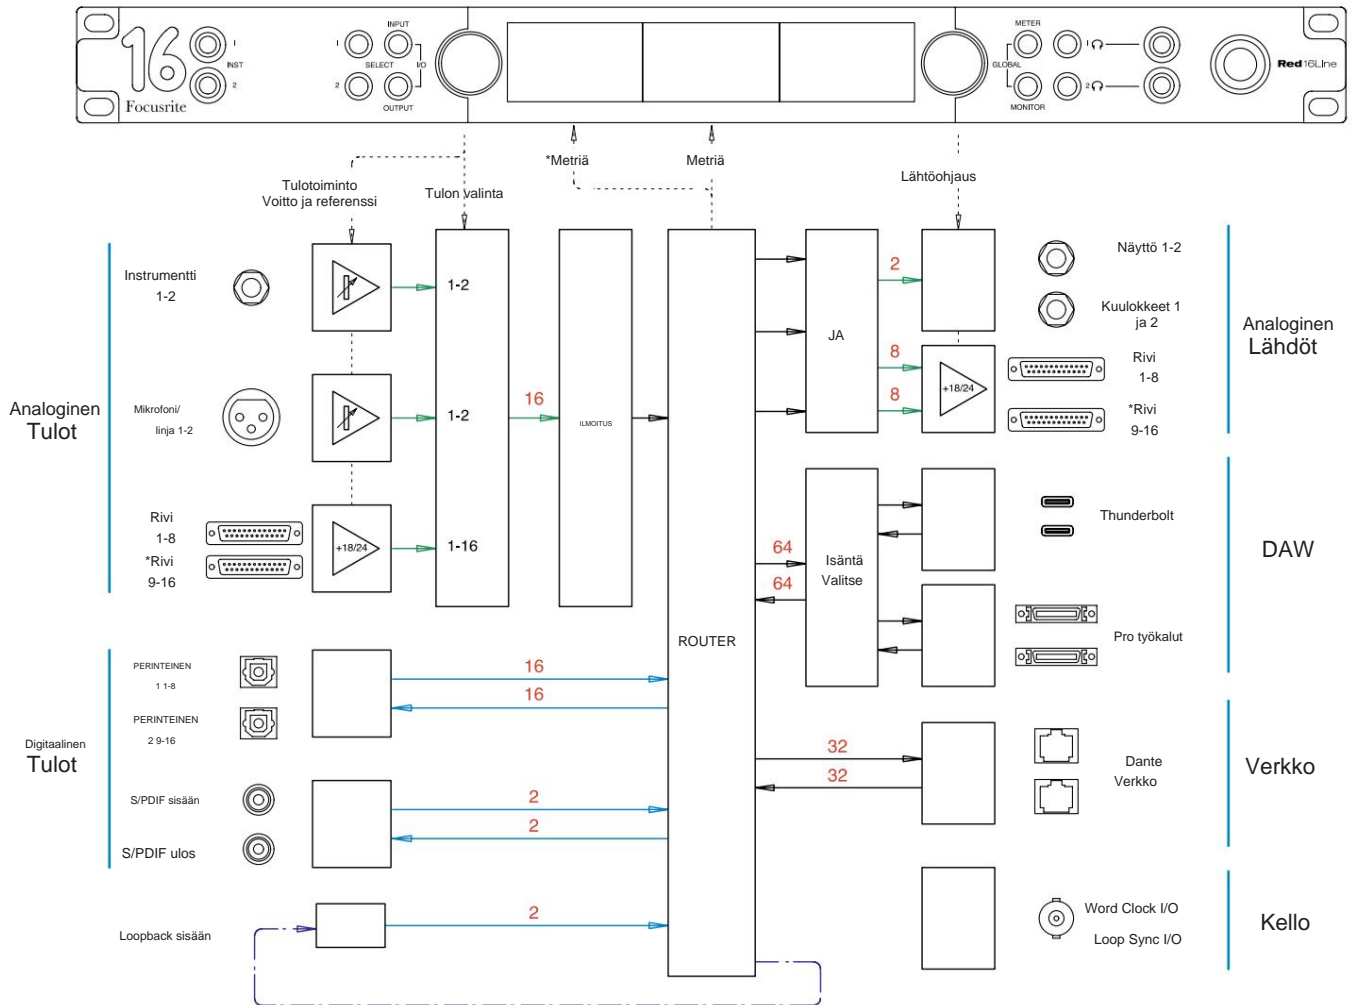 16
Focusrite
1
INST
2
INPUT
1
SELECT
I/O
2
OUTPUT
METER
1
GLOBAL
2
MONITOR
Red 16Line
*Metriä
Metriä
Tulotoiminto
Voitto ja referenssi
Tulon valinta
Lähtöohjaus
Instrumentti
1-2
1-2
2
JA
Näyttö 1-2
Kuulokkeet 1
ja 2
Analoginen
Lähdöt
8
8
+18/24
Rivi
1-8
*Rivi
9-16
Analoginen
Tulot
Mikrofoni/
linja 1-2
1-2
16
ILMOITUS
Rivi
1-8
*Rivi
9-16
+18/24
1-16
ROUTER
64
64
Isäntä
Valitse
Thunderbolt
DAW
Pro työkalut
PERINTEINEN
1 1-8
PERINTEINEN
2 9-16
16
16
Digitaalinen
Tulot
32
32
Dante
Verkko
Verkko
S/PDIF sisään
2
2
S/PDIF ulos
Loopback sisään
2
Word Clock I/O
Loop Sync I/O
Kello